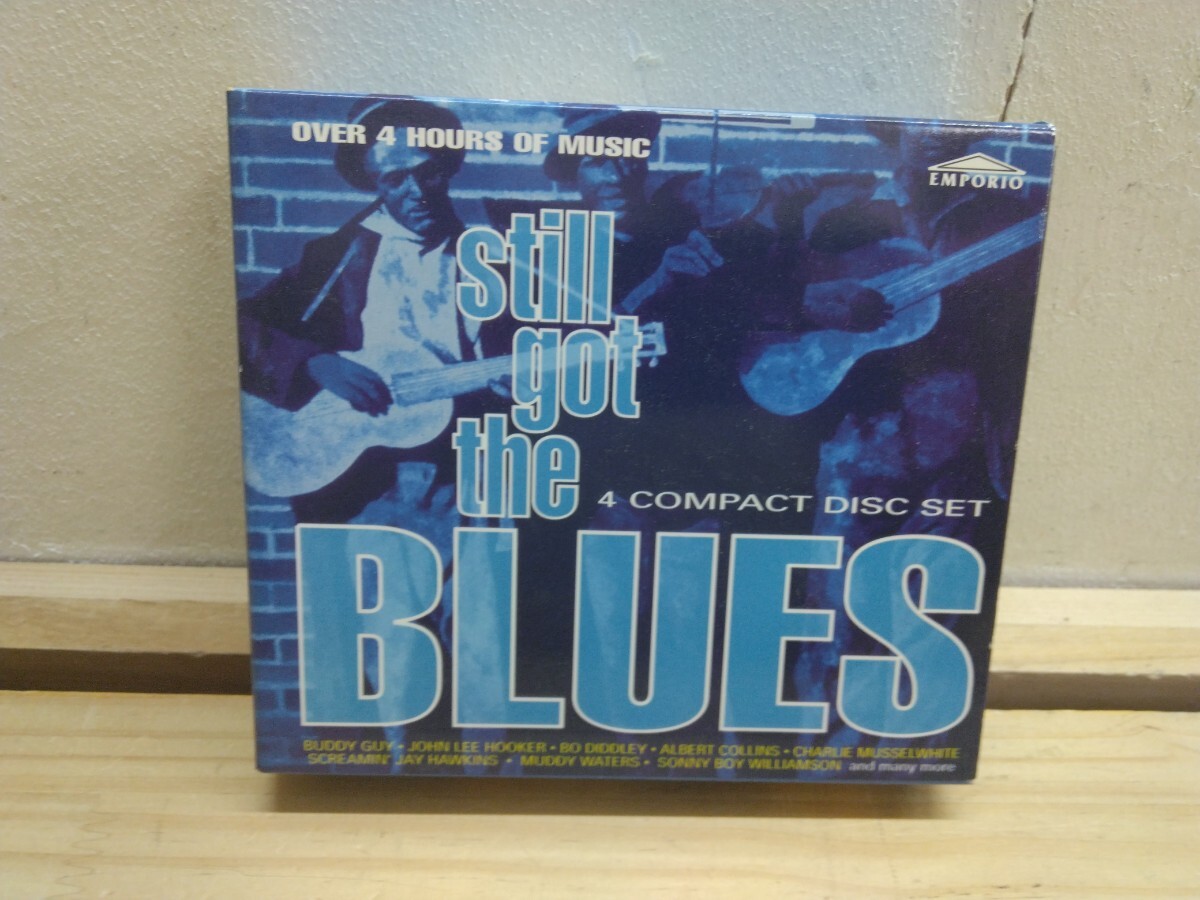 OVER 4 HOURS OF MUSIC
EMPORIO
still
got
the
4 COMPACT DISC SET
BLUES
BUDDY GUY • JOHN LEE HOOKER • BO DIDDLEY • ALBERT COLLINS • CHARLIE MUSSELWHITE
SCREAMIN' JAY HAWKINS • MUDDY WATERS • SONNY BOY WILLIAMSON and many more